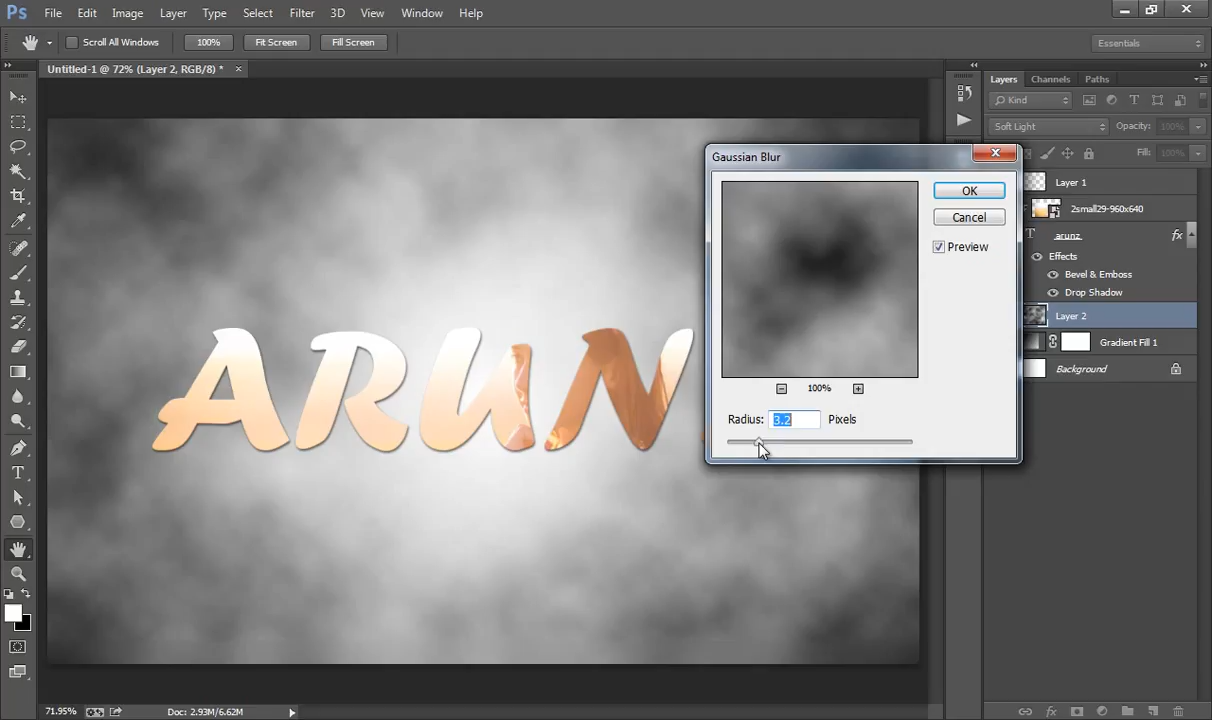 Ps File Edit Image Layer Type Select Filter 3D View Window Help
Scroll All Windows 100% Fit Screen Fill Screen Essentials
Untitled-1 @ 72% (Layer 2, RGB/8) *
Layers Channels Paths
Kind
Soft Light Opacity: 100%
Fill: 100%
Layer 1
2small29-960x640
T arunz fx
Effects
Bevel & Emboss
Drop Shadow
Layer 2
Gradient Fill 1
Background
Gaussian Blur
OK
Cancel
Preview
100%
Radius: 3.2 Pixels
ARUN
71.95% Doc: 2.93M/6.62M